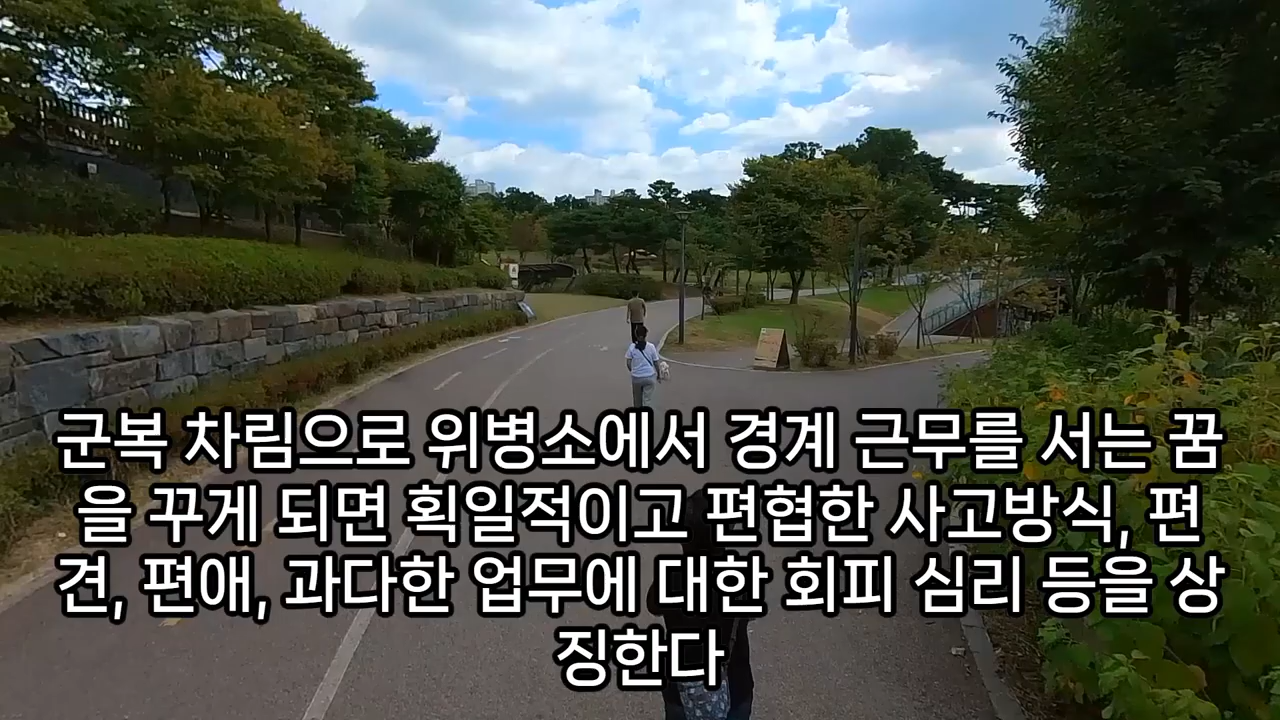 군복 차림으로 위병소에서 경계 근무를 서는 꿈
을 꾸게 되면 획일적이고 편협한 사고방식, 편
견, 편애, 과다한 업무에 대한 회피 심리 등을 상
징한다